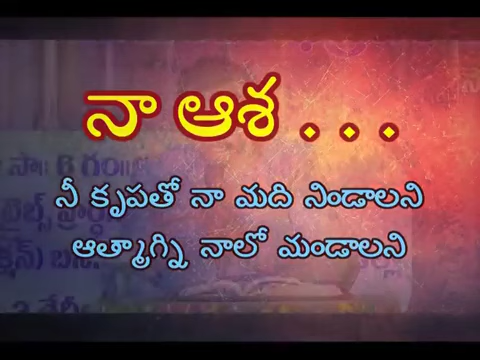 నా ఆశ . . .
నీ కృపతో నా మది నిండాలని
ఆత్మాగ్ని నాలో మండాలని